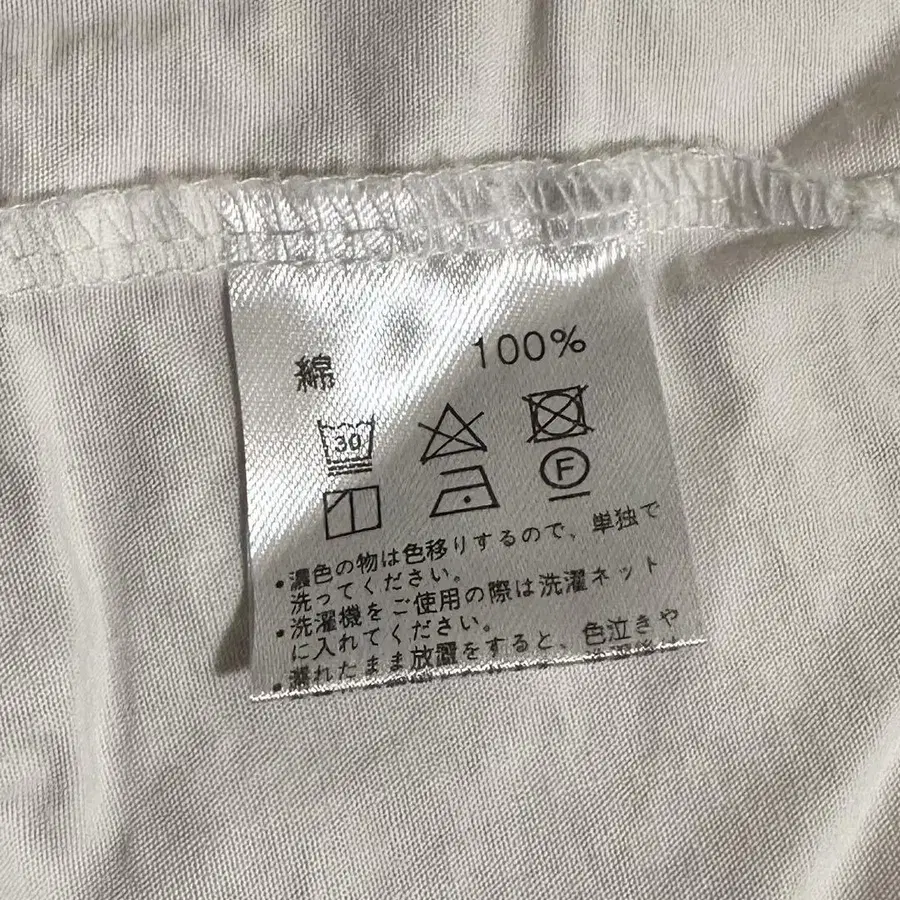 綿 100%
30
F
・濃色の物は色移りするので、単独で
洗ってください。
・洗濯機をご使用の際は洗濯ネット
に入れてください。
・濡れたまま放置をすると、色泣きや